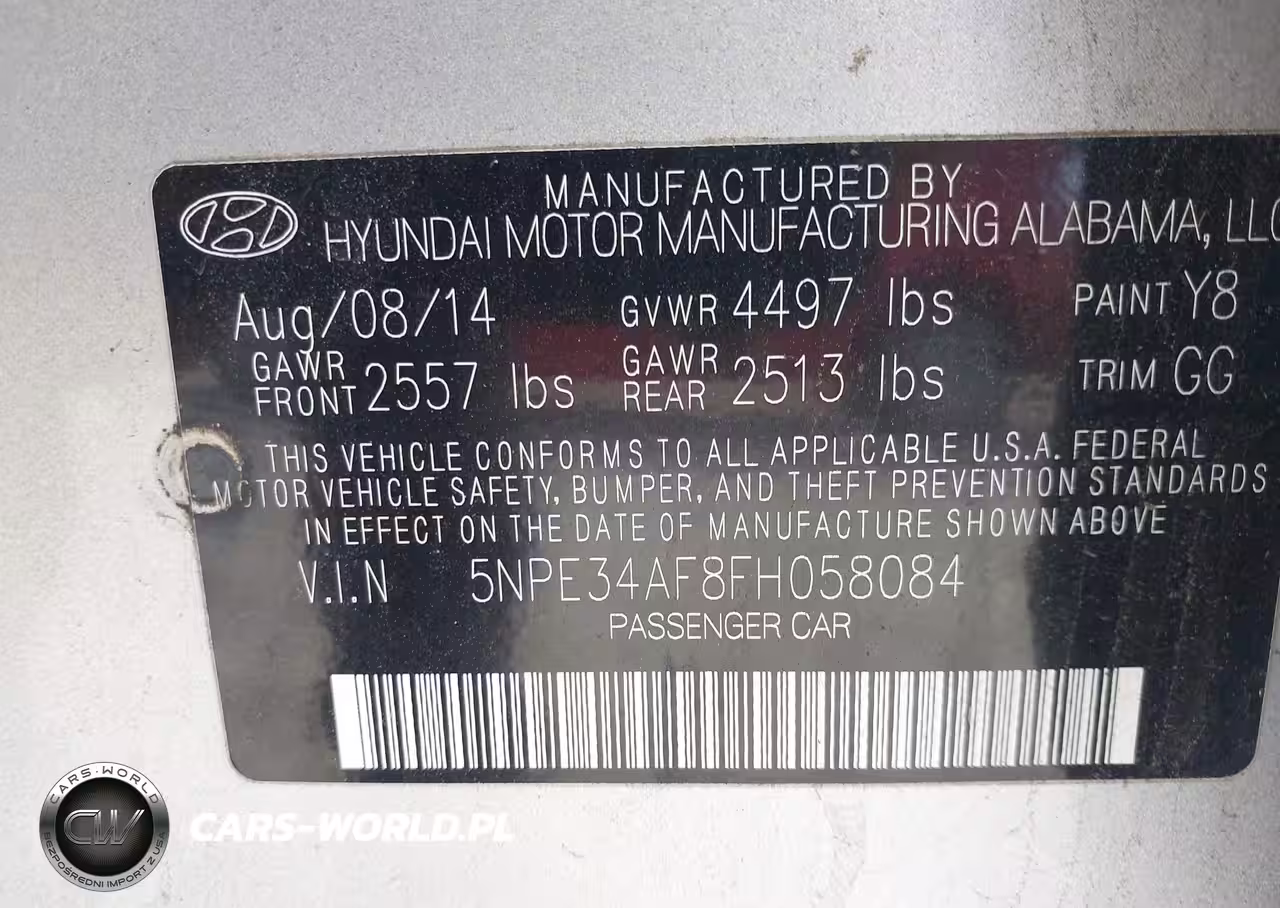 MANUFACTURED BY
HYUNDAI MOTOR MANUFACTURING ALABAMA, LLC
Aug/08/14 GVWR 4497 lbs PAINT Y8
GAWR FRONT 2557 lbs GAWR REAR 2513 lbs TRIM GG
THIS VEHICLE CONFORMS TO ALL APPLICABLE U.S.A. FEDERAL
MOTOR VEHICLE SAFETY, BUMPER, AND THEFT PREVENTION STANDARDS
IN EFFECT ON THE DATE OF MANUFACTURE SHOWN ABOVE
V.I.N 5NPE34AF8FH058084
PASSENGER CAR
CARS-WORLD
CW
BEZPOŚREDNI IMPORT Z USA
CARS-WORLD.PL